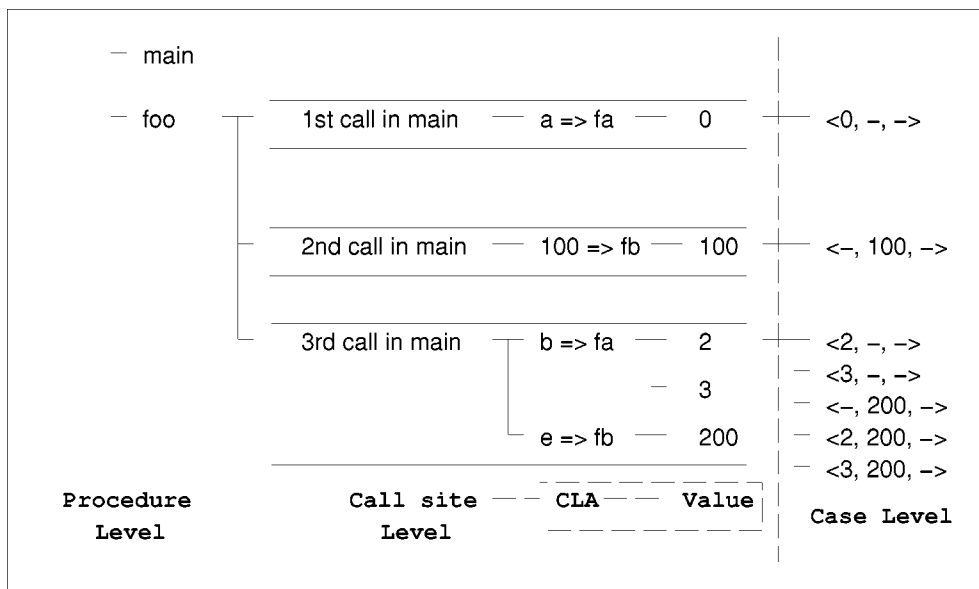 main
foo 1st call in main a => fa 0 <0, –, –>
2nd call in main 100 => fb 100 <–, 100, –>
3rd call in main b => fa 2 <2, –, –>
<3, –, –>
3
<–, 200, –>
e => fb 200 <2, 200, –>
<3, 200, –>
Procedure Level
Call site Level
CLA
Value
Case Level